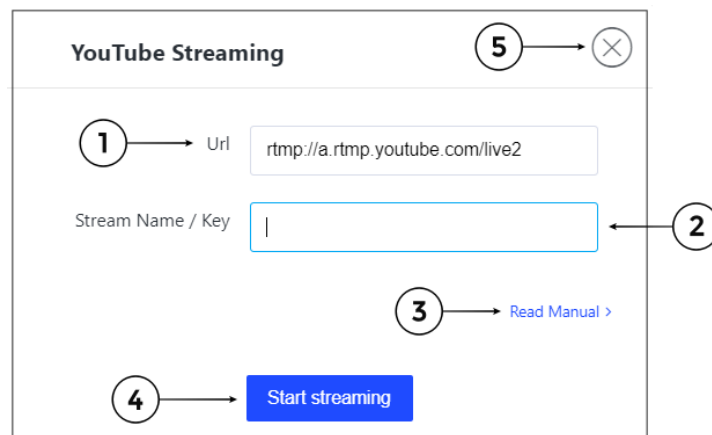 YouTube Streaming
5
1
Url
rtmp://a.rtmp.youtube.com/live2
Stream Name / Key
2
3
Read Manual >
4
Start streaming